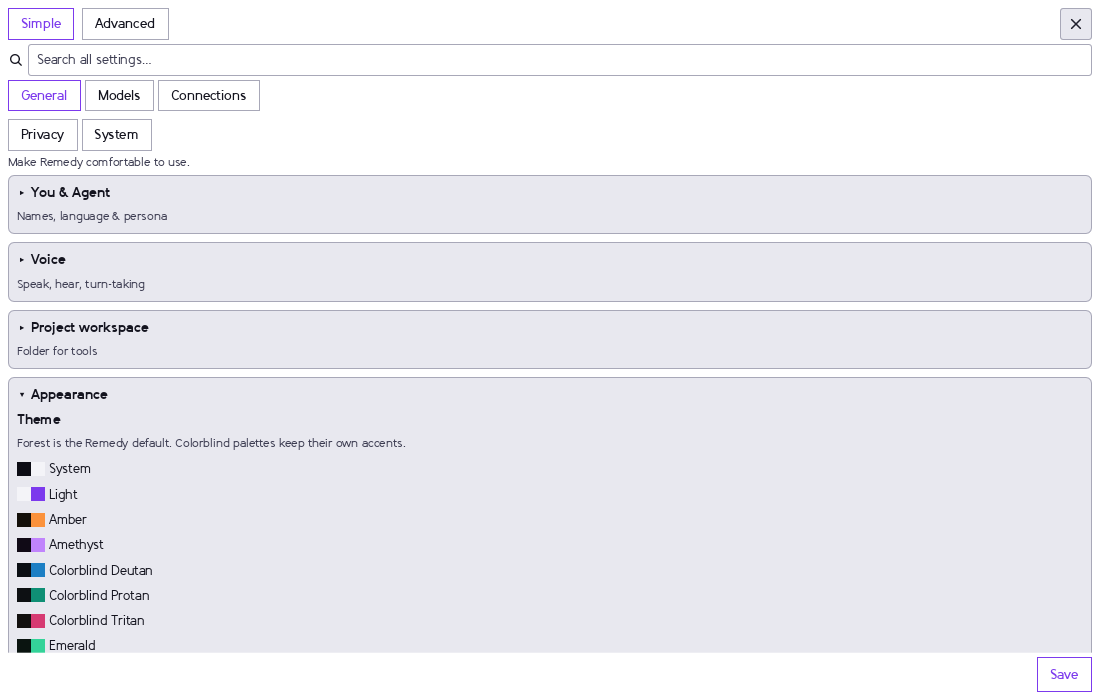 Simple
Advanced
Search all settings...
General
Models
Connections
Privacy
System
Make Remedy comfortable to use.
You & Agent
Names, language & persona
Voice
Speak, hear, turn-taking
Project workspace
Folder for tools
Appearance
Theme
Forest is the Remedy default. Colorblind palettes keep their own accents.
System
Light
Amber
Amethyst
Colorblind Deutan
Colorblind Protan
Colorblind Tritan
Emerald
Save